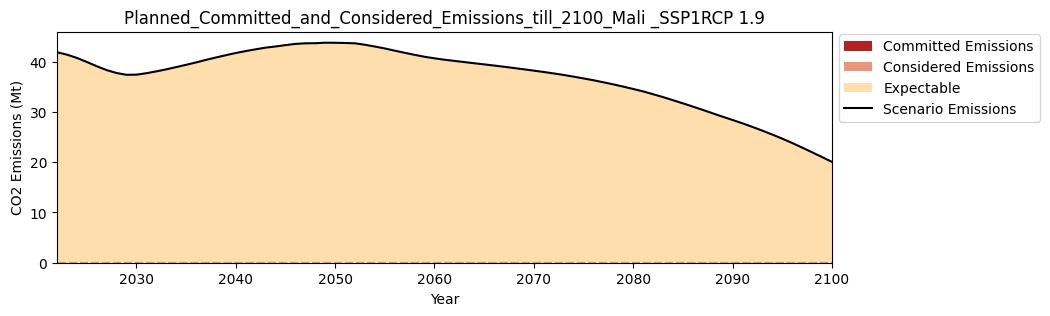 Planned_Committed_and_Considered_Emissions_till_2100_Mali _SSP1RCP 1.9
CO2 Emissions (Mt)
40
30
20
10
0
2030 2040 2050 2060 2070 2080 2090 2100
Year
Committed Emissions
Considered Emissions
Expectable
Scenario Emissions